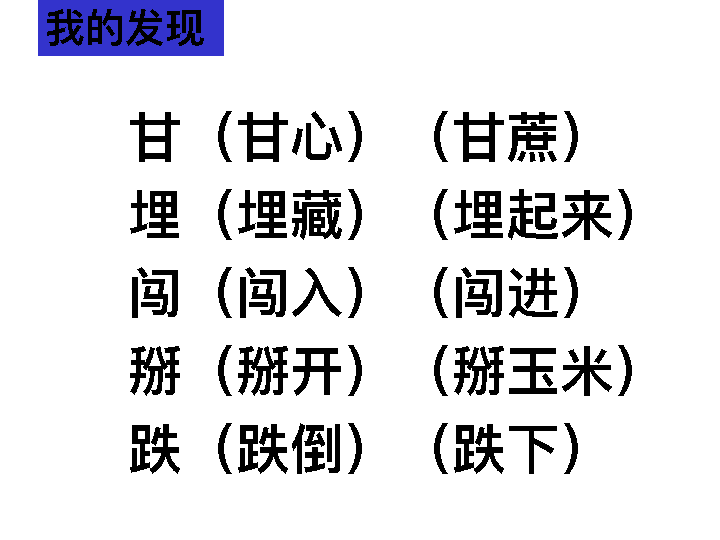 我的发现
甘（甘心）（甘蔗）
埋（埋藏）（埋起来）
闯（闯入）（闯进）
掰（掰开）（掰玉米）
跌（跌倒）（跌下）